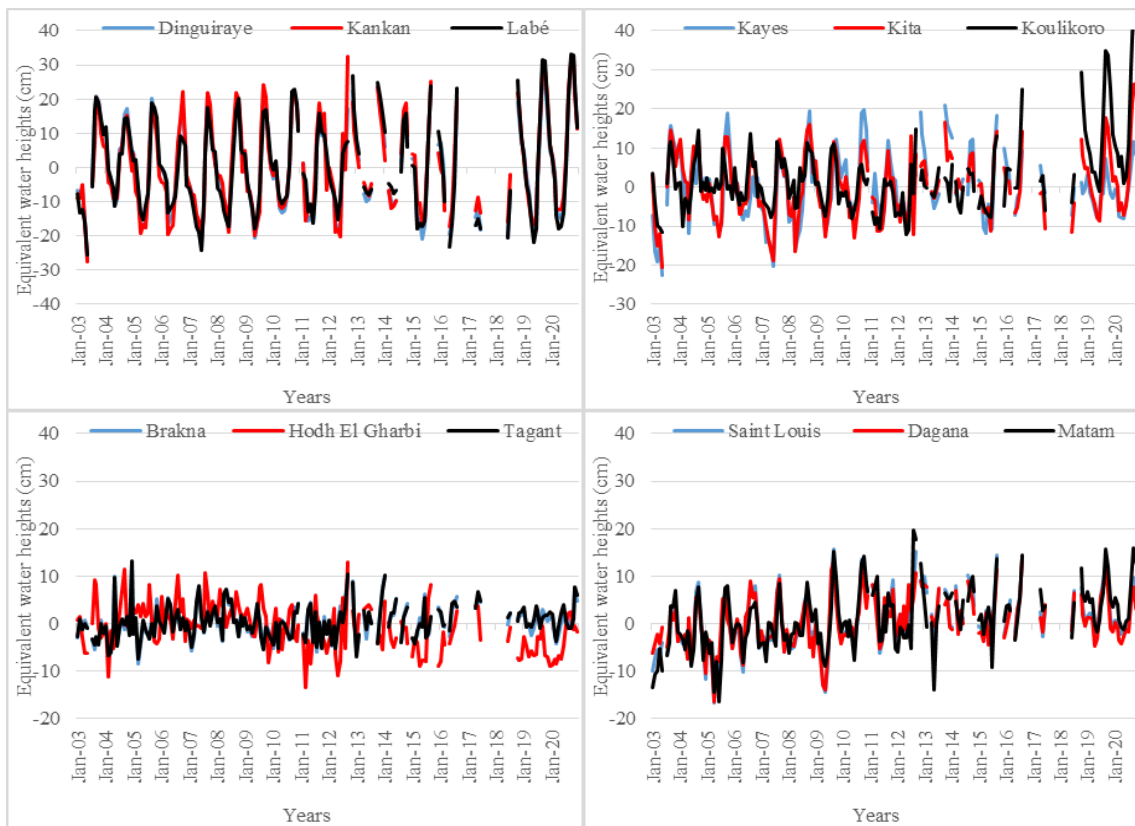 Dinguiraye Kankan Labé
Equivalent water heights (cm)
40
30
20
10
0
-10
-20
-30
-40
Jan-03 Jan-04 Jan-05 Jan-06 Jan-07 Jan-08 Jan-09 Jan-10 Jan-11 Jan-12 Jan-13 Jan-14 Jan-15 Jan-16 Jan-17 Jan-18 Jan-19 Jan-20
Years
Kayes Kita Koulikoro
Equivalent water heights (cm)
40
30
20
10
0
-10
-20
-30
Jan-03 Jan-04 Jan-05 Jan-06 Jan-07 Jan-08 Jan-09 Jan-10 Jan-11 Jan-12 Jan-13 Jan-14 Jan-15 Jan-16 Jan-17 Jan-18 Jan-19 Jan-20
Years
Brakna Hodh El Gharbi Tagant
Equivalent water heights (cm)
40
30
20
10
0
-10
-20
Jan-03 Jan-04 Jan-05 Jan-06 Jan-07 Jan-08 Jan-09 Jan-10 Jan-11 Jan-12 Jan-13 Jan-14 Jan-15 Jan-16 Jan-17 Jan-18 Jan-19 Jan-20
Years
Saint Louis Dagana Matam
Equivalent water heights (cm)
40
30
20
10
0
-10
-20
Jan-03 Jan-04 Jan-05 Jan-06 Jan-07 Jan-08 Jan-09 Jan-10 Jan-11 Jan-12 Jan-13 Jan-14 Jan-15 Jan-16 Jan-17 Jan-18 Jan-19 Jan-20
Years